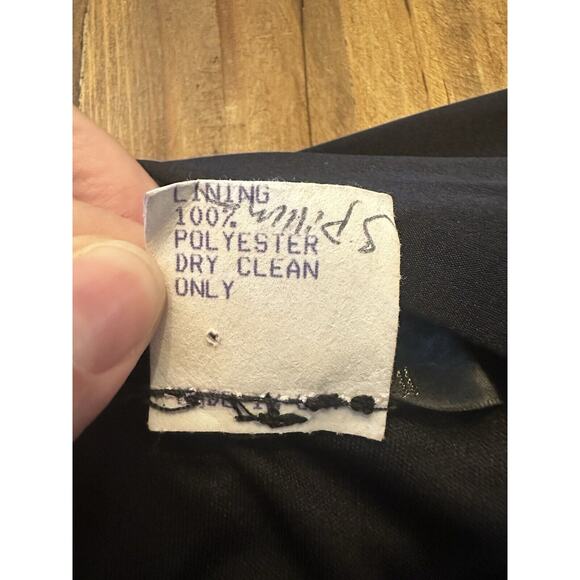 LINING
100%
POLYESTER
DRY CLEAN
ONLY